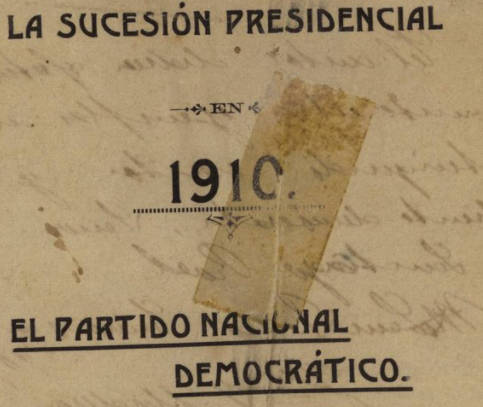 LA SUCESIÓN PRESIDENCIAL
EN
1910.
EL PARTIDO NACIONAL
DEMOCRÁTICO.